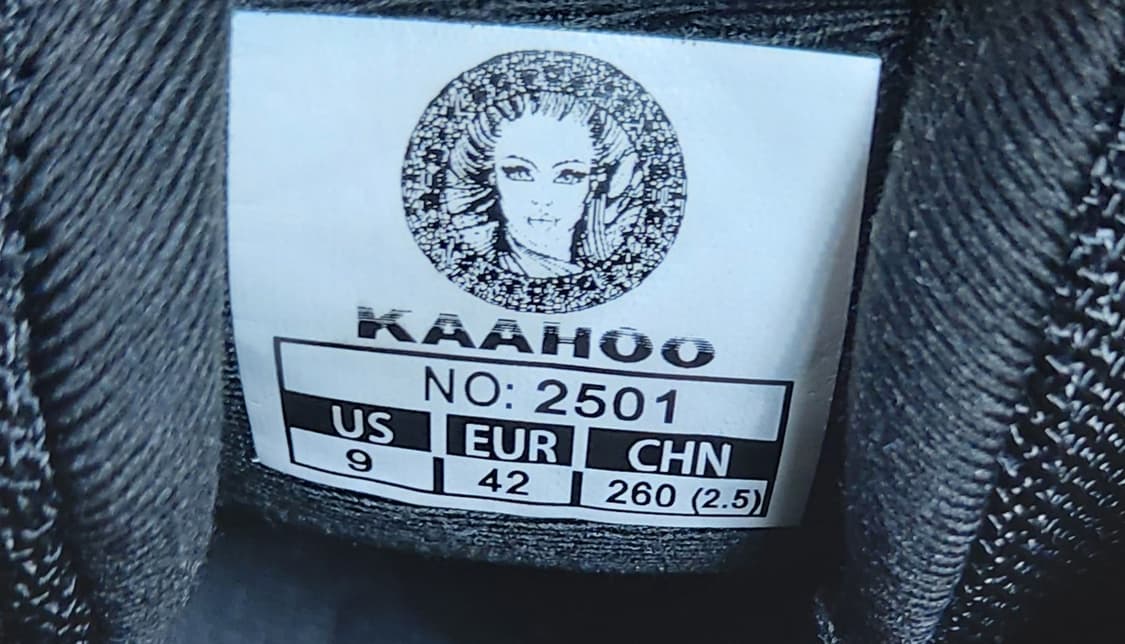 KAAHOO
NO: 2501
US EUR CHN
9 42 260 (2.5)